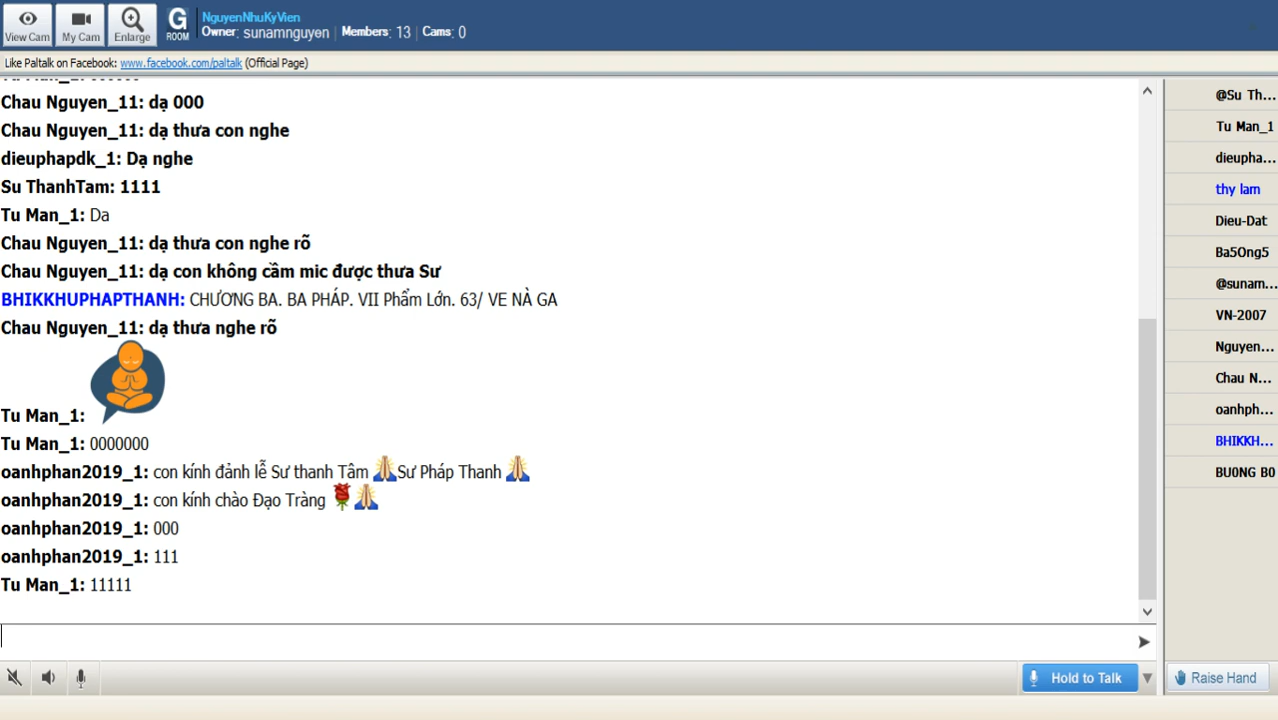 View Cam
My Cam
Enlarge
G
ROOM
NguyenNhuKyVien
Owner: sunamnguyen | Members: 13 | Cams: 0
Like Paltalk on Facebook: www.facebook.com/paltalk (Official Page)
Chau Nguyen_11: dạ 000
Chau Nguyen_11: dạ thưa con nghe
dieuphapdk_1: Dạ nghe
Su ThanhTam: 1111
Tu Man_1: Da
Chau Nguyen_11: dạ thưa con nghe rõ
Chau Nguyen_11: dạ con không cầm mic được thưa Sư
BHIKKHUPHAPTHANH: CHƯƠNG BA. BA PHÁP. VII Phẩm Lớn. 63/ VE NÀ GA
Chau Nguyen_11: dạ thưa nghe rõ
Tu Man_1:
Tu Man_1: 0000000
oanhphan2019_1: con kính đảnh lễ Sư thanh Tâm 🙏Sư Pháp Thanh 🙏
oanhphan2019_1: con kính chào Đạo Tràng 🌹🙏
oanhphan2019_1: 000
oanhphan2019_1: 111
Tu Man_1: 11111
@Su Th...
Tu Man_1
dieupha...
thy lam
Dieu-Dat
Ba5Ong5
@sunam...
VN-2007
Nguyen...
Chau N...
oanhph...
BHIKKH...
BU0NG B0
Hold to Talk
Raise Hand